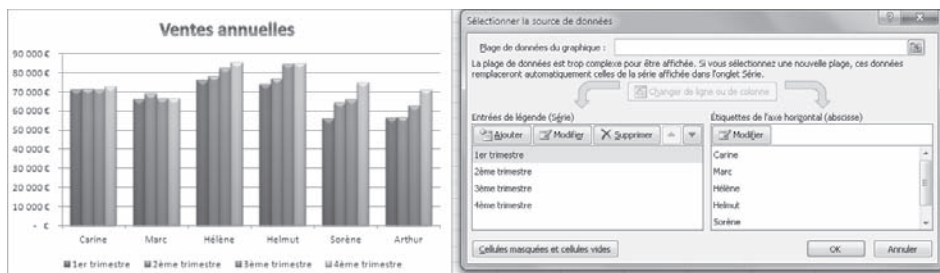 Ventes annuelles
90 000 €
80 000 €
70 000 €
60 000 €
50 000 €
40 000 €
30 000 €
20 000 €
10 000 €
- €
Carine Marc Hélène Helmut Sorène Arthur
1er trimestre 2ème trimestre 3ème trimestre 4ème trimestre
Sélectionner la source de données
Plage de données du graphique :
La plage de données est trop complexe pour être affichée. Si vous sélectionnez une nouvelle plage, ces données
remplaceront automatiquement celles de la série affichée dans l'onglet Série.
Changer de ligne ou de colonne
Entrées de légende (Série)
Ajouter Modifier Supprimer
1er trimestre
2ème trimestre
3ème trimestre
4ème trimestre
Étiquettes de l'axe horizontal (abscisse)
Modifier
Carine
Marc
Hélène
Helmut
Sorène
Cellules masquées et cellules vides
OK Annuler